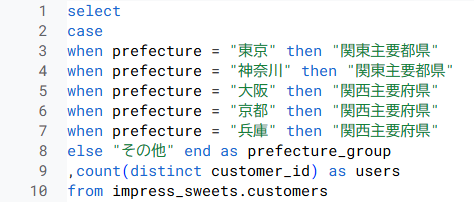 1 select
2 case
3 when prefecture = "東京" then "関東主要都県"
4 when prefecture = "神奈川" then "関東主要都県"
5 when prefecture = "大阪" then "関西主要府県"
6 when prefecture = "京都" then "関西主要府県"
7 when prefecture = "兵庫" then "関西主要府県"
8 else "その他" end as prefecture_group
9 ,count(distinct customer_id) as users
10 from impress_sweets.customers